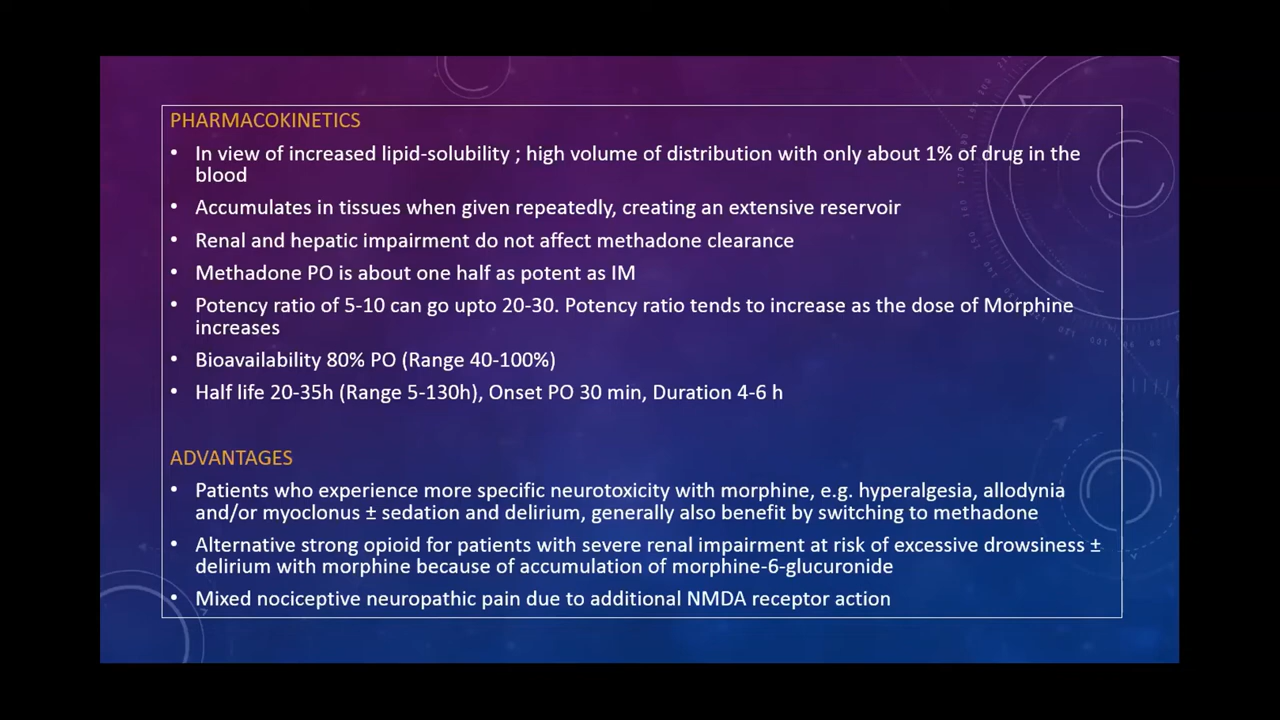 PHARMACOKINETICS
• In view of increased lipid-solubility ; high volume of distribution with only about 1% of drug in the
blood
• Accumulates in tissues when given repeatedly, creating an extensive reservoir
• Renal and hepatic impairment do not affect methadone clearance
• Methadone PO is about one half as potent as IM
• Potency ratio of 5-10 can go upto 20-30. Potency ratio tends to increase as the dose of Morphine
increases
• Bioavailability 80% PO (Range 40-100%)
• Half life 20-35h (Range 5-130h), Onset PO 30 min, Duration 4-6 h
ADVANTAGES
• Patients who experience more specific neurotoxicity with morphine, e.g. hyperalgesia, allodynia
and/or myoclonus ± sedation and delirium, generally also benefit by switching to methadone
• Alternative strong opioid for patients with severe renal impairment at risk of excessive drowsiness ±
delirium with morphine because of accumulation of morphine-6-glucuronide
• Mixed nociceptive neuropathic pain due to additional NMDA receptor action